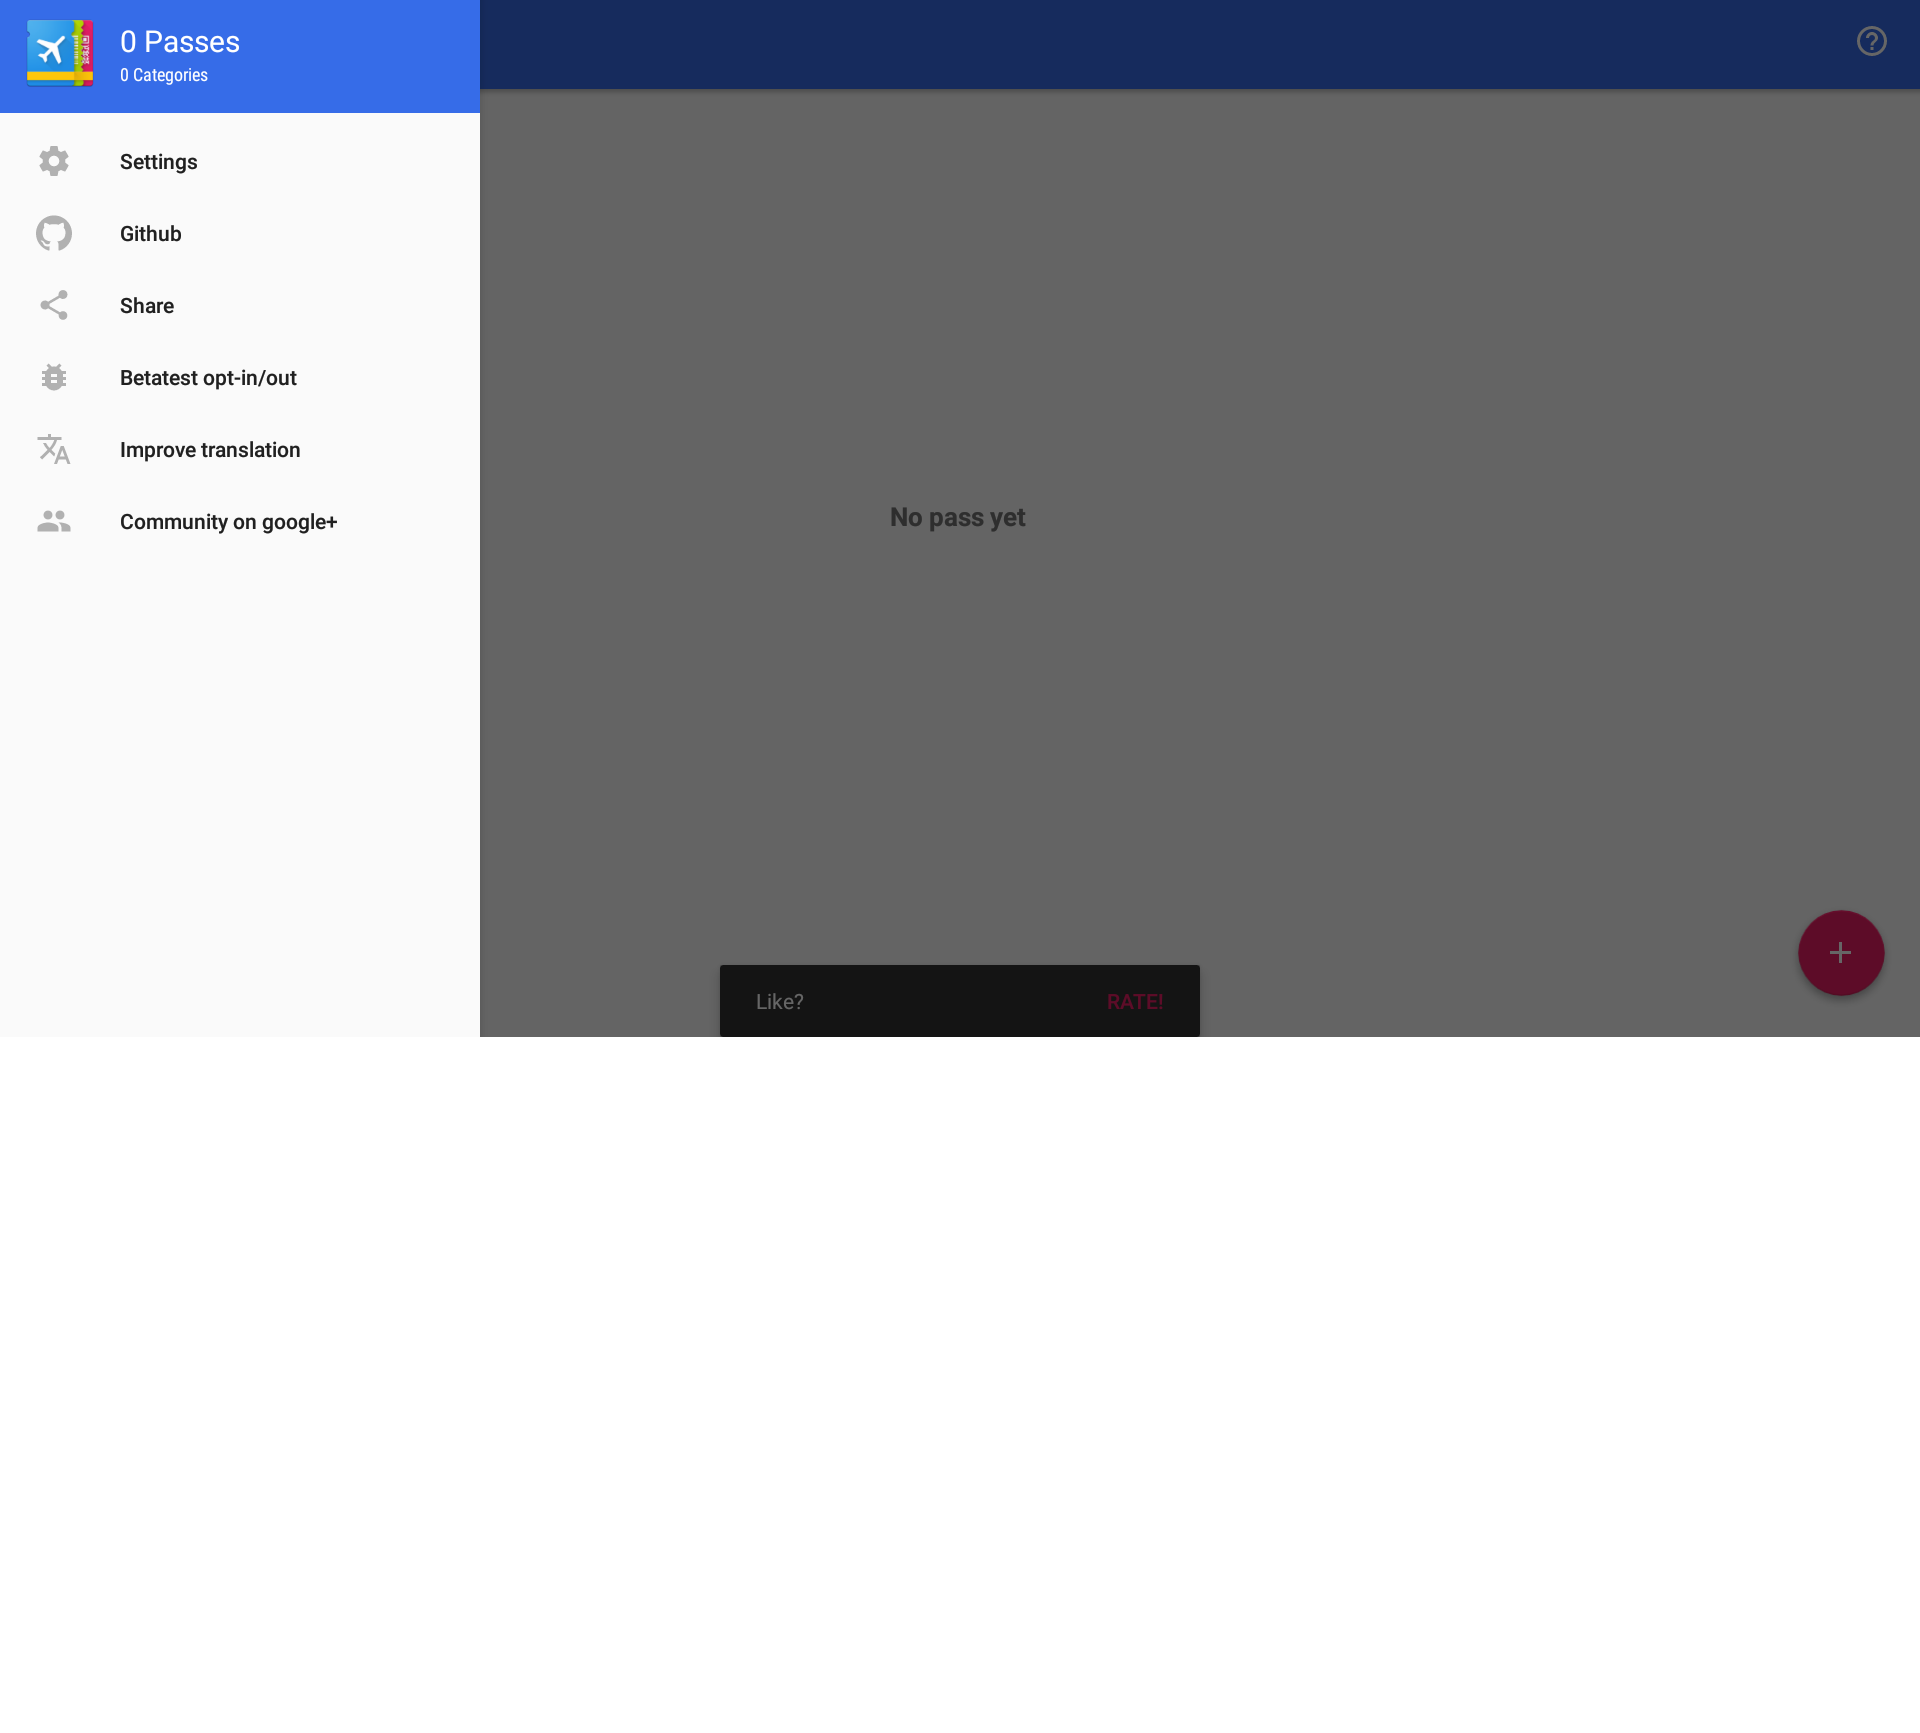 0 Passes
0 Categories
Settings
Github
Share
Betatest opt-in/out
Improve translation
Community on google+
No pass yet
Like?
RATE!